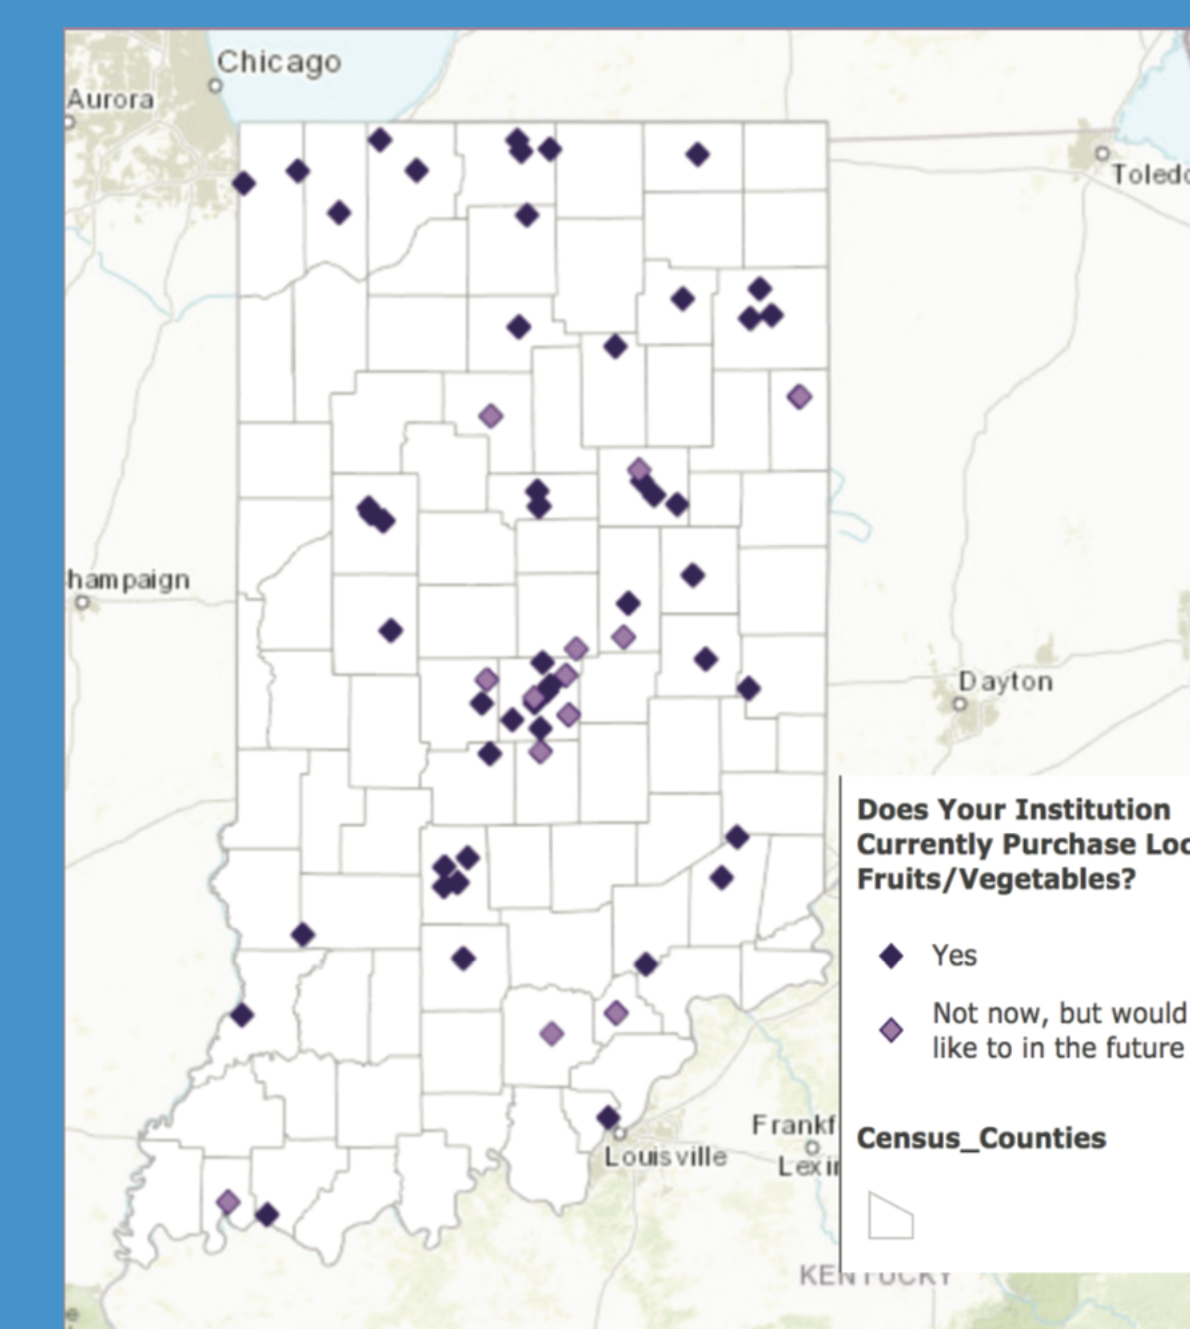 Chicago
Aurora
Toledo
hampaign
Dayton
Does Your Institution
Currently Purchase Loc
Fruits/Vegetables?
Yes
Not now, but would
like to in the future
Frankf
Louisville
Lexi
Census_Counties
KENTUCKY
e